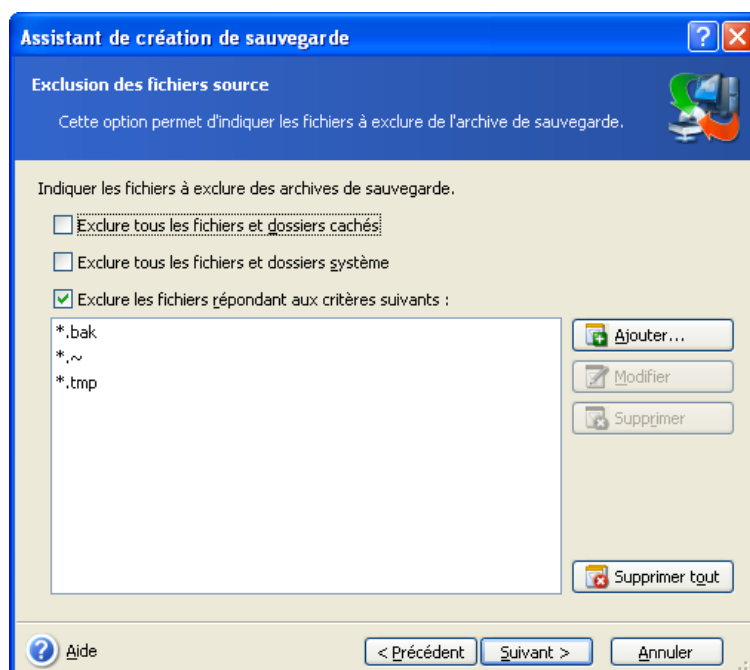 Assistant de création de sauvegarde
Exclusion des fichiers source
Cette option permet d'indiquer les fichiers à exclure de l'archive de sauvegarde.
Indiquer les fichiers à exclure des archives de sauvegarde.
Exclure tous les fichiers et dossiers cachés
Exclure tous les fichiers et dossiers système
Exclure les fichiers répondant aux critères suivants :
*.bak
*.~
*.tmp
Ajouter...
Modifier
Supprimer
Supprimer tout
Aide
< Précédent
Suivant >
Annuler